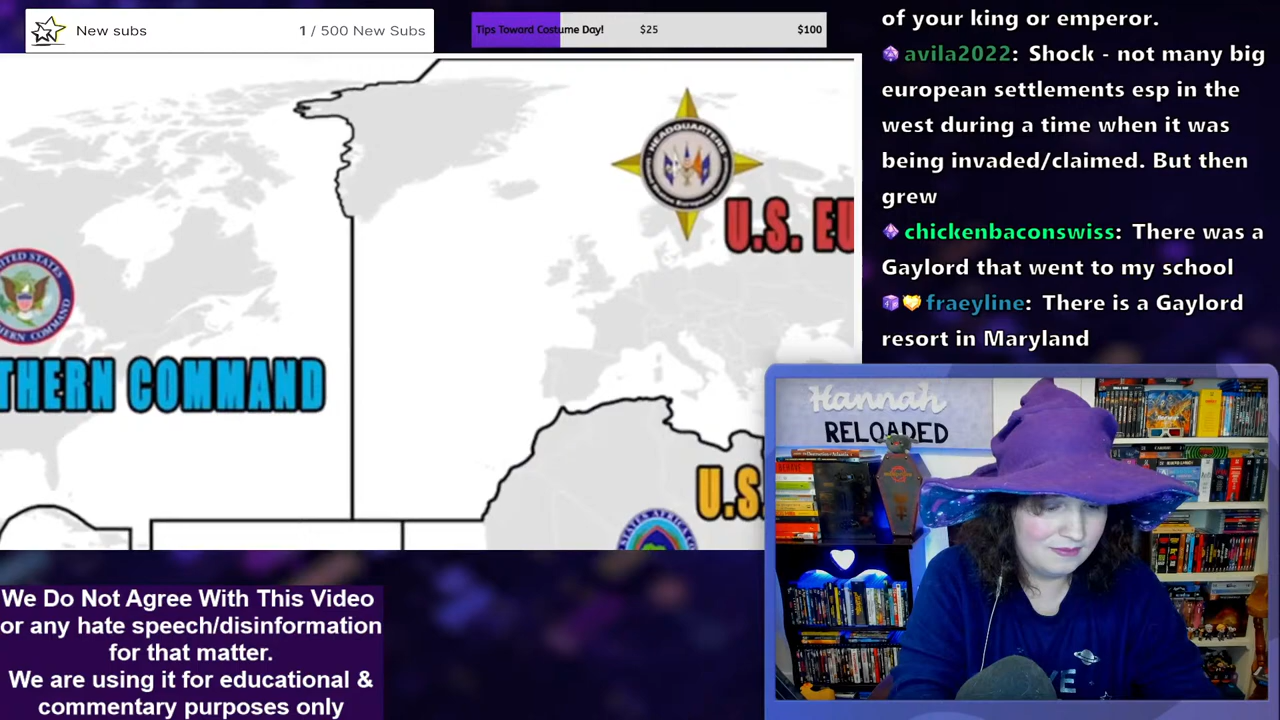 New subs
1 / 500 New Subs
Tips Toward Costume Day!
$25
$100
of your king or emperor.
avila2022: Shock - not many big
european settlements esp in the
west during a time when it was
being invaded/claimed. But then
grew
chickenbaconswiss: There was a
Gaylord that went to my school
fraeyline: There is a Gaylord
resort in Maryland
HEADQUARTERS
U.S. EU
THERN COMMAND
U.S.
Hannah
RELOADED
We Do Not Agree With This Video
or any hate speech/disinformation
for that matter.
We are using it for educational &
commentary purposes only